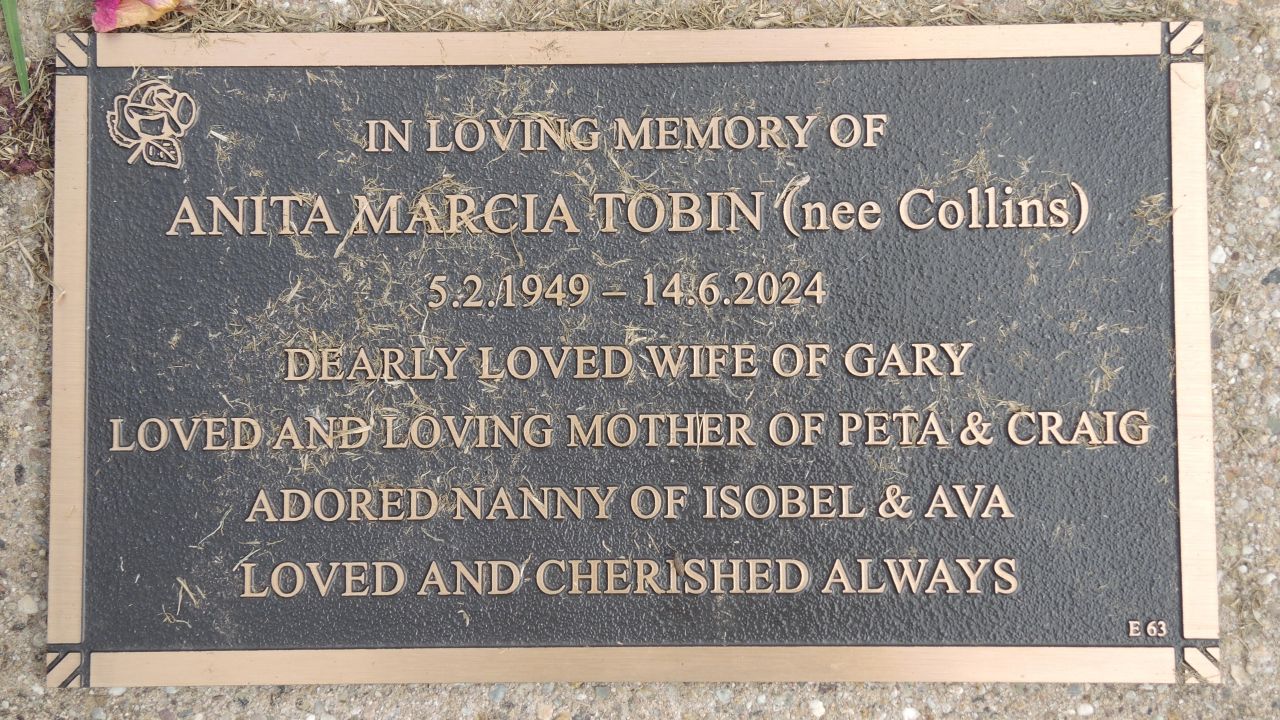 IN LOVING MEMORY OF
ANITA MARCIA TOBIN (nee Collins)
5.2.1949 – 14.6.2024
DEARLY LOVED WIFE OF GARY
LOVED AND LOVING MOTHER OF PETA & CRAIG
ADORED NANNY OF ISOBEL & AVA
LOVED AND CHERISHED ALWAYS
E 63